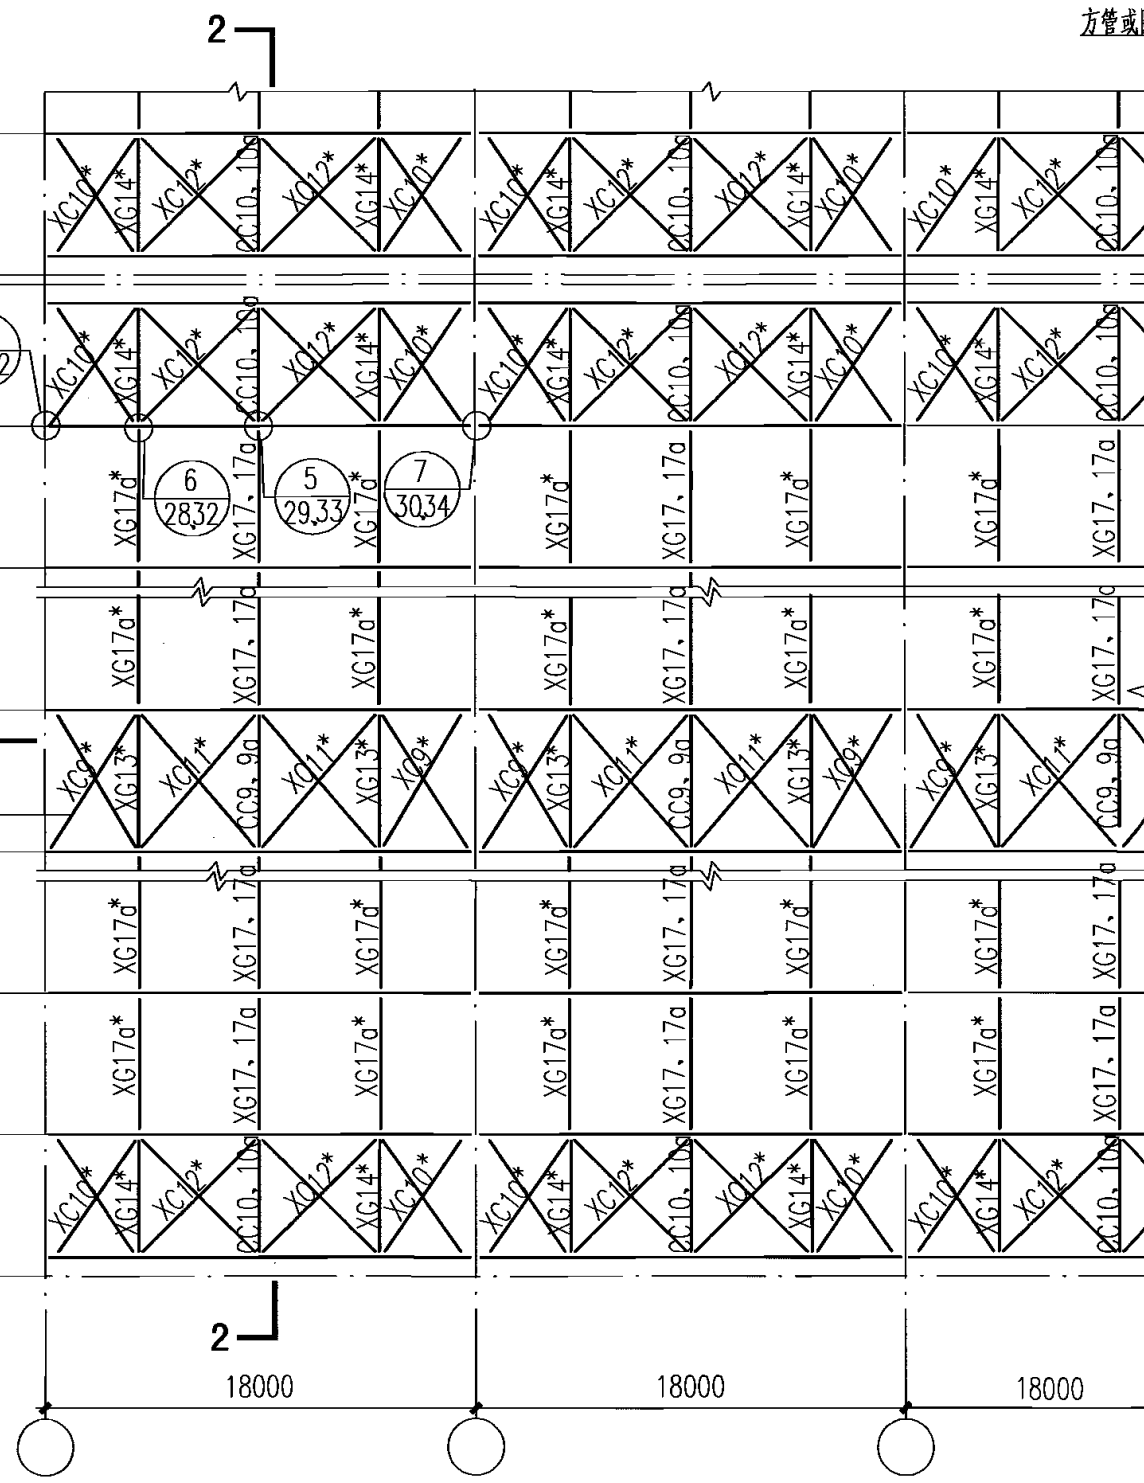 2
方管或
XC10* XG14* XC12* CC10、10a XC12* XG14* XC10* XC10* XG14* XC12* CC10、10a XC12* XG14* XC10* XC10* XG14* XC12* CC10、10a
XC10* XG14* XC12* CC10、10a XC12* XG14* XC10* XC10* XG14* XC12* CC10、10a XC12* XG14* XC10* XC10* XG14* XC12* CC10、10a
6 5 7
28,32 29,33 30,34
XG17a* XG17、17a XG17a* XG17a* XG17、17a XG17a* XG17a* XG17、17a
XG17a* XG17、17a XG17a* XG17a* XG17、17a XG17a* XG17a* XG17、17a
XC9* XG13* XC11* CC9、9a XC11* XG13* XC9* XC9* XG13* XC11* CC9、9a XC11* XG13* XC9* XC9* XG13* XC11* CC9、9a
XG17a* XG17、17a XG17a* XG17a* XG17、17a XG17a* XG17a* XG17、17a
XG17a* XG17、17a XG17a* XG17a* XG17、17a XG17a* XG17a* XG17、17a
XC10* XG14* XC12* CC10、10a XC12* XG14* XC10* XC10* XG14* XC12* CC10、10a XC12* XG14* XC10* XC10* XG14* XC12* CC10、10a
2
18000 18000 18000